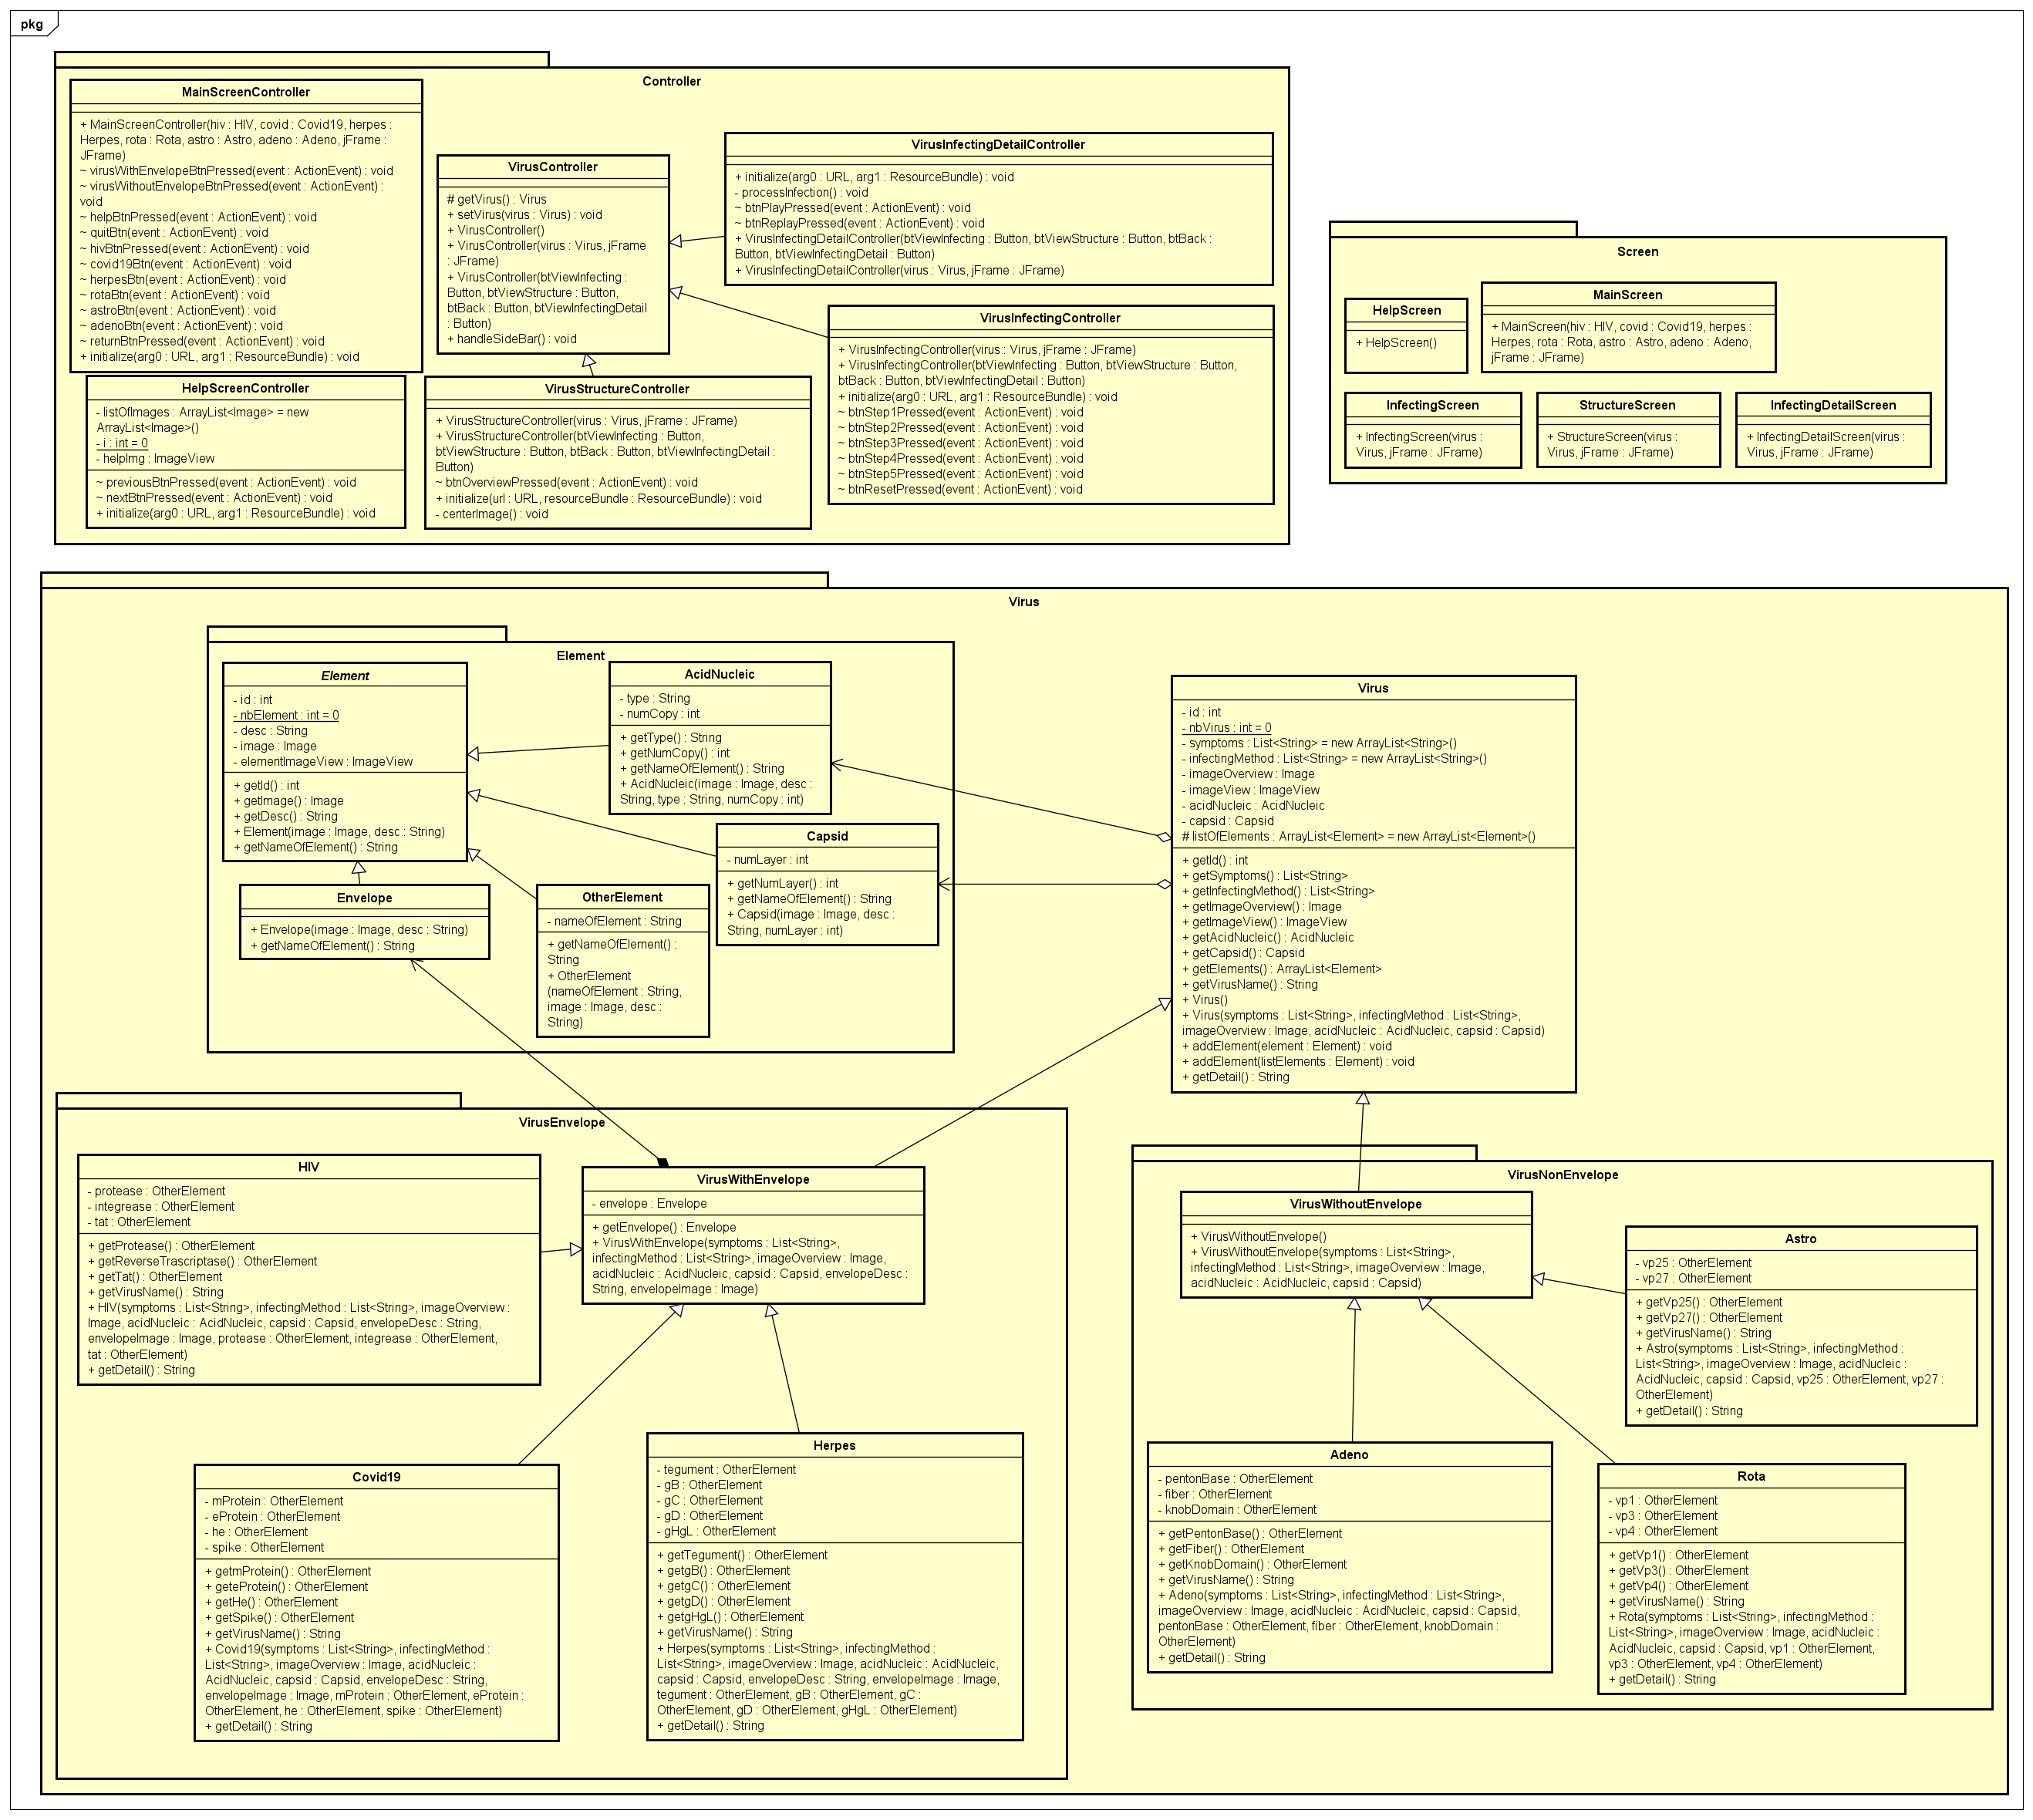 pkg
Controller
MainScreenController
+ MainScreenController(hiv : HIV, covid : Covid19, herpes :
Herpes, rota : Rota, astro : Astro, adeno : Adeno, jFrame :
JFrame)
~ virusWithEnvelopeBtnPressed(event : ActionEvent) : void
~ virusWithoutEnvelopeBtnPressed(event : ActionEvent) :
void
~ helpBtnPressed(event : ActionEvent) : void
~ quitBtn(event : ActionEvent) : void
~ hivBtnPressed(event : ActionEvent) : void
~ covid19Btn(event : ActionEvent) : void
~ herpesBtn(event : ActionEvent) : void
~ rotaBtn(event : ActionEvent) : void
~ astroBtn(event : ActionEvent) : void
~ adenoBtn(event : ActionEvent) : void
~ returnBtnPressed(event : ActionEvent) : void
+ initialize(arg0 : URL, arg1 : ResourceBundle) : void
HelpScreenController
- listOfImages : ArrayList<Image> = new
ArrayList<Image>()
- i : int = 0
- helpImg : ImageView
~ previousBtnPressed(event : ActionEvent) : void
~ nextBtnPressed(event : ActionEvent) : void
+ initialize(arg0 : URL, arg1 : ResourceBundle) : void
VirusController
# getVirus() : Virus
+ setVirus(virus : Virus) : void
+ VirusController()
+ VirusController(virus : Virus, jFrame
: JFrame)
+ VirusController(btViewInfecting :
Button, btViewStructure : Button,
btBack : Button, btViewInfectingDetail
: Button)
+ handleSideBar() : void
VirusStructureController
+ VirusStructureController(virus : Virus, jFrame : JFrame)
+ VirusStructureController(btViewInfecting : Button,
btViewStructure : Button, btBack : Button, btViewInfectingDetail :
Button)
~ btnOverviewPressed(event : ActionEvent) : void
+ initialize(url : URL, resourceBundle : ResourceBundle) : void
- centerImage() : void
VirusInfectingDetailController
+ initialize(arg0 : URL, arg1 : ResourceBundle) : void
- processInfection() : void
~ btnPlayPressed(event : ActionEvent) : void
~ btnReplayPressed(event : ActionEvent) : void
+ VirusInfectingDetailController(btViewInfecting : Button, btViewStructure : Button, btBack :
Button, btViewInfectingDetail : Button)
+ VirusInfectingDetailController(virus : Virus, jFrame : JFrame)
VirusInfectingController
+ VirusInfectingController(virus : Virus, jFrame : JFrame)
+ VirusInfectingController(btViewInfecting : Button, btViewStructure : Button,
btBack : Button, btViewInfectingDetail : Button)
+ initialize(arg0 : URL, arg1 : ResourceBundle) : void
~ btnStep1Pressed(event : ActionEvent) : void
~ btnStep2Pressed(event : ActionEvent) : void
~ btnStep3Pressed(event : ActionEvent) : void
~ btnStep4Pressed(event : ActionEvent) : void
~ btnStep5Pressed(event : ActionEvent) : void
~ btnResetPressed(event : ActionEvent) : void
Screen
HelpScreen
+ HelpScreen()
MainScreen
+ MainScreen(hiv : HIV, covid : Covid19, herpes :
Herpes, rota : Rota, astro : Astro, adeno : Adeno,
jFrame : JFrame)
InfectingScreen
+ InfectingScreen(virus :
Virus, jFrame : JFrame)
StructureScreen
+ StructureScreen(virus :
Virus, jFrame : JFrame)
InfectingDetailScreen
+ InfectingDetailScreen(virus :
Virus, jFrame : JFrame)
Virus
Element
Element
- id : int
- nbElement : int = 0
- desc : String
- image : Image
- elementImageView : ImageView
+ getId() : int
+ getImage() : Image
+ getDesc() : String
+ Element(image : Image, desc : String)
+ getNameOfElement() : String
AcidNucleic
- type : String
- numCopy : int
+ getType() : String
+ getNumCopy() : int
+ getNameOfElement() : String
+ AcidNucleic(image : Image, desc :
String, type : String, numCopy : int)
Capsid
- numLayer : int
+ getNumLayer() : int
+ getNameOfElement() : String
+ Capsid(image : Image, desc :
String, numLayer : int)
Envelope
+ Envelope(image : Image, desc : String)
+ getNameOfElement() : String
OtherElement
- nameOfElement : String
+ getNameOfElement() :
String
+ OtherElement
(nameOfElement : String,
image : Image, desc :
String)
Virus
- id : int
- nbVirus : int = 0
- symptoms : List<String> = new ArrayList<String>()
- infectingMethod : List<String> = new ArrayList<String>()
- imageOverview : Image
- imageView : ImageView
- acidNucleic : AcidNucleic
- capsid : Capsid
# listOfElements : ArrayList<Element> = new ArrayList<Element>()
+ getId() : int
+ getSymptoms() : List<String>
+ getInfectingMethod() : List<String>
+ getImageOverview() : Image
+ getImageView() : ImageView
+ getAcidNucleic() : AcidNucleic
+ getCapsid() : Capsid
+ getElements() : ArrayList<Element>
+ getVirusName() : String
+ Virus()
+ Virus(symptoms : List<String>, infectingMethod : List<String>,
imageOverview : Image, acidNucleic : AcidNucleic, capsid : Capsid)
+ addElement(element : Element) : void
+ addElement(listElements : Element) : void
+ getDetail() : String
VirusEnvelope
HIV
- protease : OtherElement
- integrease : OtherElement
- tat : OtherElement
+ getProtease() : OtherElement
+ getReverseTrascriptase() : OtherElement
+ getTat() : OtherElement
+ getVirusName() : String
+ HIV(symptoms : List<String>, infectingMethod : List<String>, imageOverview :
Image, acidNucleic : AcidNucleic, capsid : Capsid, envelopeDesc : String,
envelopeImage : Image, protease : OtherElement, integrease : OtherElement,
tat : OtherElement)
+ getDetail() : String
VirusWithEnvelope
- envelope : Envelope
+ getEnvelope() : Envelope
+ VirusWithEnvelope(symptoms : List<String>,
infectingMethod : List<String>, imageOverview : Image,
acidNucleic : AcidNucleic, capsid : Capsid, envelopeDesc :
String, envelopeImage : Image)
Covid19
- mProtein : OtherElement
- eProtein : OtherElement
- he : OtherElement
- spike : OtherElement
+ getmProtein() : OtherElement
+ geteProtein() : OtherElement
+ getHe() : OtherElement
+ getSpike() : OtherElement
+ getVirusName() : String
+ Covid19(symptoms : List<String>, infectingMethod :
List<String>, imageOverview : Image, acidNucleic :
AcidNucleic, capsid : Capsid, envelopeDesc : String,
envelopeImage : Image, mProtein : OtherElement, eProtein :
OtherElement, he : OtherElement, spike : OtherElement)
+ getDetail() : String
Herpes
- tegument : OtherElement
- gB : OtherElement
- gC : OtherElement
- gD : OtherElement
- gHgL : OtherElement
+ getTegument() : OtherElement
+ getgB() : OtherElement
+ getgC() : OtherElement
+ getgD() : OtherElement
+ getgHgL() : OtherElement
+ getVirusName() : String
+ Herpes(symptoms : List<String>, infectingMethod :
List<String>, imageOverview : Image, acidNucleic : AcidNucleic,
capsid : Capsid, envelopeDesc : String, envelopeImage : Image,
tegument : OtherElement, gB : OtherElement, gC :
OtherElement, gD : OtherElement, gHgL : OtherElement)
+ getDetail() : String
VirusNonEnvelope
VirusWithoutEnvelope
+ VirusWithoutEnvelope()
+ VirusWithoutEnvelope(symptoms : List<String>,
infectingMethod : List<String>, imageOverview : Image,
acidNucleic : AcidNucleic, capsid : Capsid)
Astro
- vp25 : OtherElement
- vp27 : OtherElement
+ getVp25() : OtherElement
+ getVp27() : OtherElement
+ getVirusName() : String
+ Astro(symptoms : List<String>, infectingMethod :
List<String>, imageOverview : Image, acidNucleic :
AcidNucleic, capsid : Capsid, vp25 : OtherElement, vp27 :
OtherElement)
+ getDetail() : String
Adeno
- pentonBase : OtherElement
- fiber : OtherElement
- knobDomain : OtherElement
+ getPentonBase() : OtherElement
+ getFiber() : OtherElement
+ getKnobDomain() : OtherElement
+ getVirusName() : String
+ Adeno(symptoms : List<String>, infectingMethod : List<String>,
imageOverview : Image, acidNucleic : AcidNucleic, capsid : Capsid,
pentonBase : OtherElement, fiber : OtherElement, knobDomain :
OtherElement)
+ getDetail() : String
Rota
- vp1 : OtherElement
- vp3 : OtherElement
- vp4 : OtherElement
+ getVp1() : OtherElement
+ getVp3() : OtherElement
+ getVp4() : OtherElement
+ getVirusName() : String
+ Rota(symptoms : List<String>, infectingMethod :
List<String>, imageOverview : Image, acidNucleic :
AcidNucleic, capsid : Capsid, vp1 : OtherElement,
vp3 : OtherElement, vp4 : OtherElement)
+ getDetail() : String